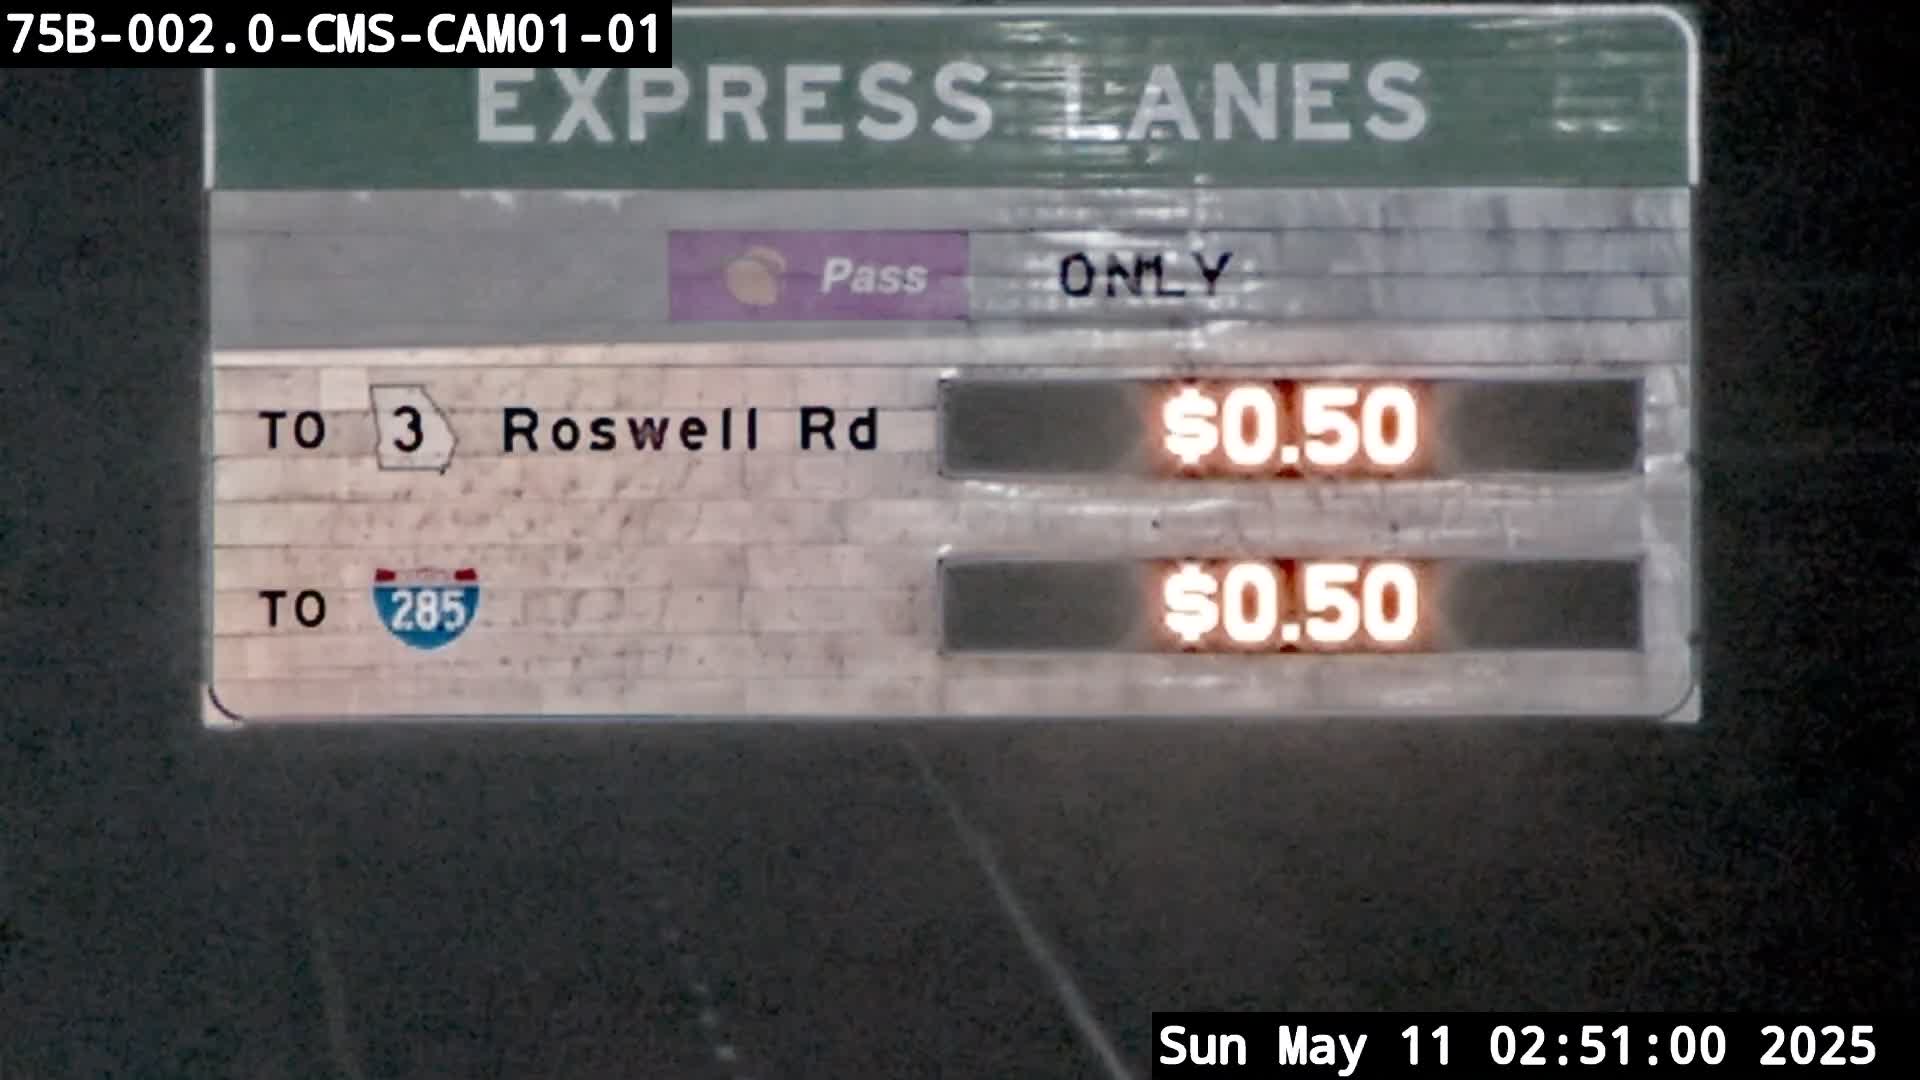 75B-002.0-CMS-CAM01-01
EXPRESS LANES
Pass ONLY
TO 3 Roswell Rd $0.50
TO 285 $0.50
Sun May 11 02:51:00 2025